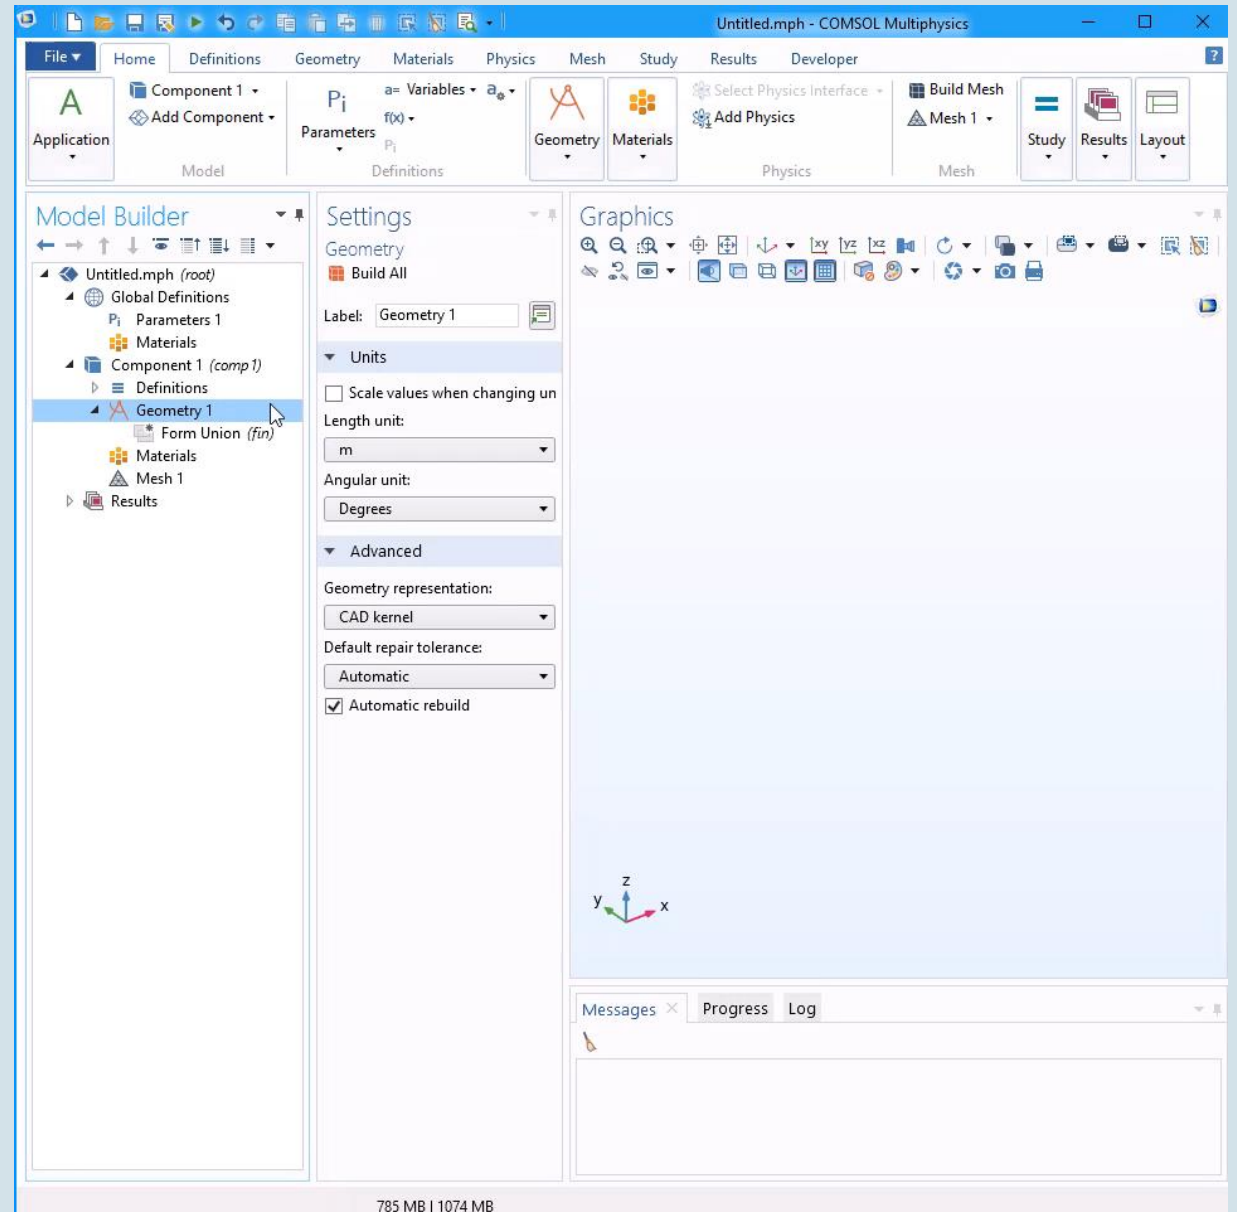 Untitled.mph - COMSOL Multiphysics
File Home Definitions Geometry Materials Physics Mesh Study Results Developer ?
Component 1 a= Variables Select Physics Interface Build Mesh
Add Component Pi f(x) Add Physics Mesh 1
Application Parameters Pi Geometry Materials Study Results Layout
Model Definitions Physics Mesh
Model Builder
Untitled.mph (root)
Global Definitions
Pi Parameters 1
Materials
Component 1 (comp1)
Definitions
Geometry 1
Form Union (fin)
Materials
Mesh 1
Results
Settings
Geometry
Build All
Label: Geometry 1
Units
Scale values when changing un
Length unit:
m
Angular unit:
Degrees
Advanced
Geometry representation:
CAD kernel
Default repair tolerance:
Automatic
Automatic rebuild
Graphics
xy yz xz
z
y x
Messages Progress Log
785 MB | 1074 MB